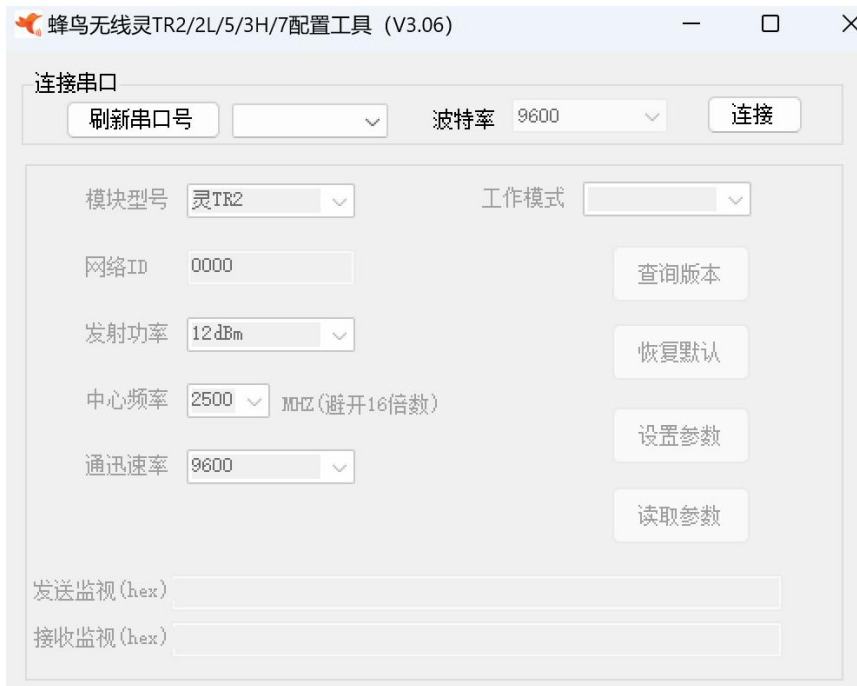 蜂鸟无线灵TR2/2L/5/3H/7配置工具（V3.06）
连接串口
刷新串口号 波特率 9600 连接
模块型号 灵TR2 工作模式
网络ID 0000 查询版本
发射功率 12dBm 恢复默认
中心频率 2500 MHZ(避开16倍数)
设置参数
通迅速率 9600
读取参数
发送监视(hex)
接收监视(hex)